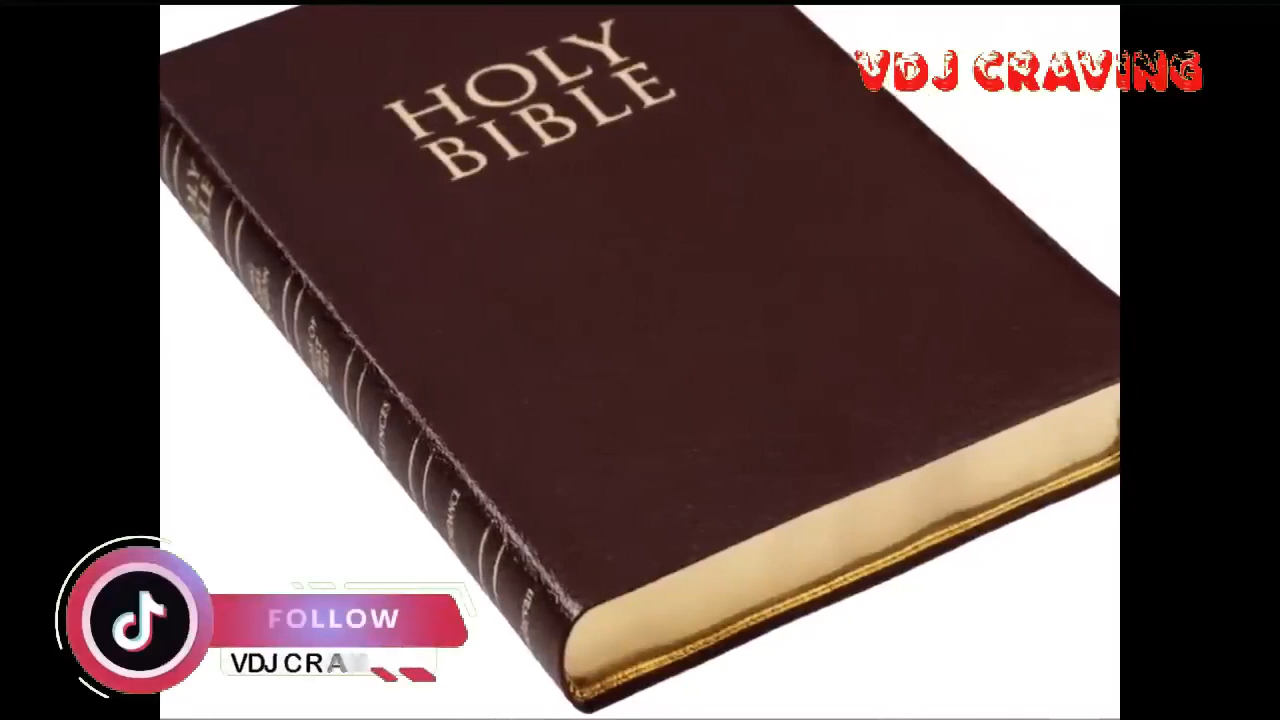 HOLY
BIBLE
VDJ CRAVING
FOLLOW
VDJ CRA